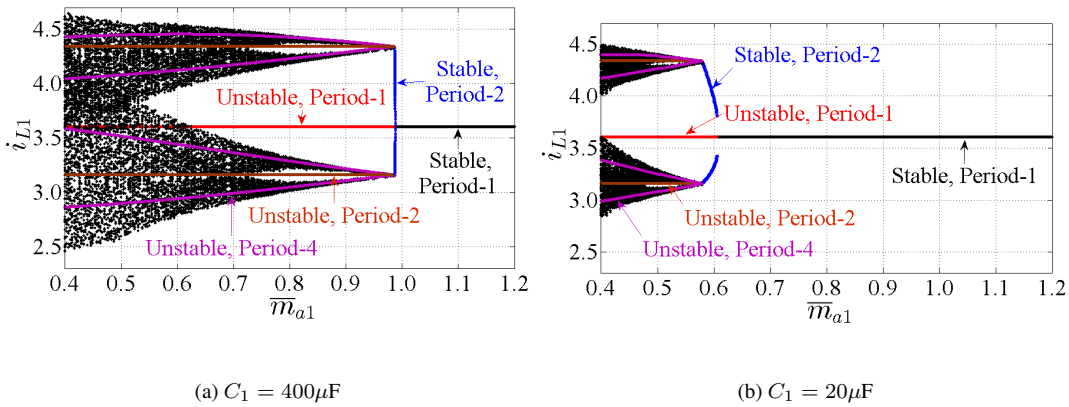 4.5
4.0
3.5
3.0
2.5
i_{L1}
Stable,
Period-2
Unstable, Period-1
Stable,
Period-1
Unstable, Period-2
Unstable, Period-4
0.4 0.5 0.6 0.7 0.8 0.9 1.0 1.1 1.2
\overline{m}_{a1}
(a) C_1 = 400μF
4.5
4.0
3.5
3.0
2.5
i_{L1}
Stable, Period-2
Unstable, Period-1
Stable, Period-1
Unstable, Period-2
Unstable, Period-4
0.4 0.5 0.6 0.7 0.8 0.9 1.0 1.1 1.2
\overline{m}_{a1}
(b) C_1 = 20μF